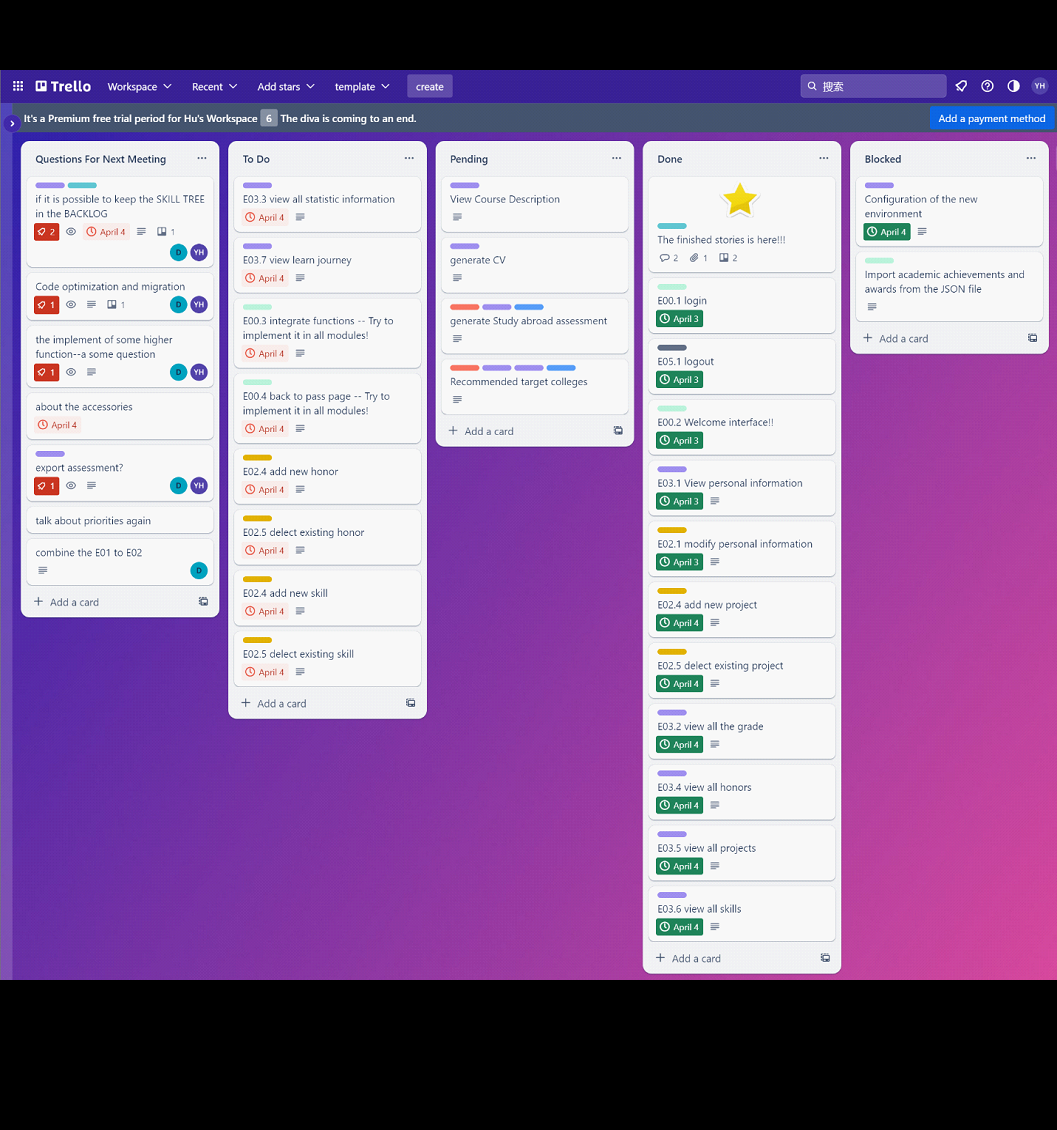 Trello
Workspace
Recent
Add stars
template
create
搜索
YH
It's a Premium free trial period for Hu's Workspace 6 The diva is coming to an end.
Add a payment method
Questions For Next Meeting
if it is possible to keep the SKILL TREE
in the BACKLOG
2
April 4
1
D
YH
Code optimization and migration
1
1
D
YH
the implement of some higher
function--a some question
1
D
YH
about the accessories
April 4
export assessment?
1
D
YH
talk about priorities again
combine the E01 to E02
D
Add a card
To Do
E03.3 view all statistic information
April 4
E03.7 view learn journey
April 4
E00.3 integrate functions -- Try to
implement it in all modules!
April 4
E00.4 back to pass page -- Try to
implement it in all modules!
April 4
E02.4 add new honor
April 4
E02.5 delect existing honor
April 4
E02.4 add new skill
April 4
E02.5 delect existing skill
April 4
Add a card
Pending
View Course Description
generate CV
generate Study abroad assessment
Recommended target colleges
Add a card
Done
The finished stories is here!!!
2
1
2
E00.1 login
April 3
E05.1 logout
April 3
E00.2 Welcome interface!!
April 3
E03.1 View personal information
April 3
E02.1 modify personal information
April 3
E02.4 add new project
April 4
E02.5 delect existing project
April 4
E03.2 view all the grade
April 4
E03.4 view all honors
April 4
E03.5 view all projects
April 4
E03.6 view all skills
April 4
Add a card
Blocked
Configuration of the new
environment
April 4
Import academic achievements and
awards from the JSON file
Add a card